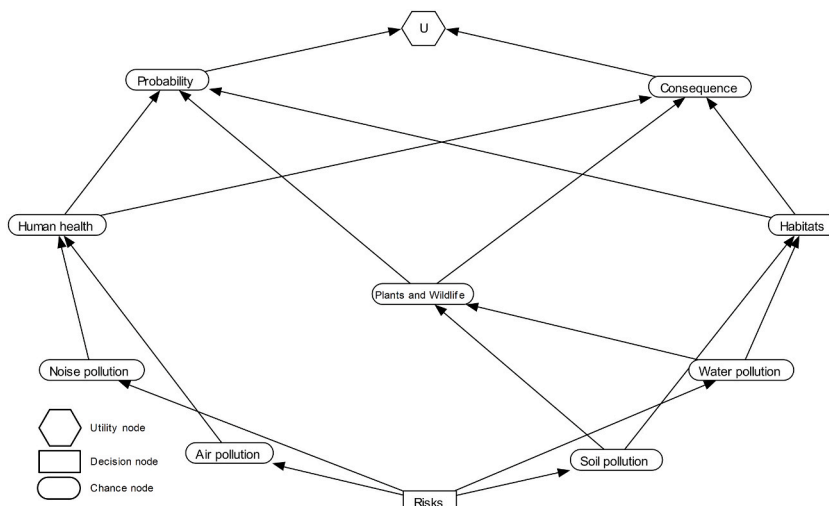 U
Probability
Consequence
Human health
Habitats
Plants and Wildlife
Noise pollution
Water pollution
Utility node
Air pollution
Soil pollution
Decision node
Chance node
Risks